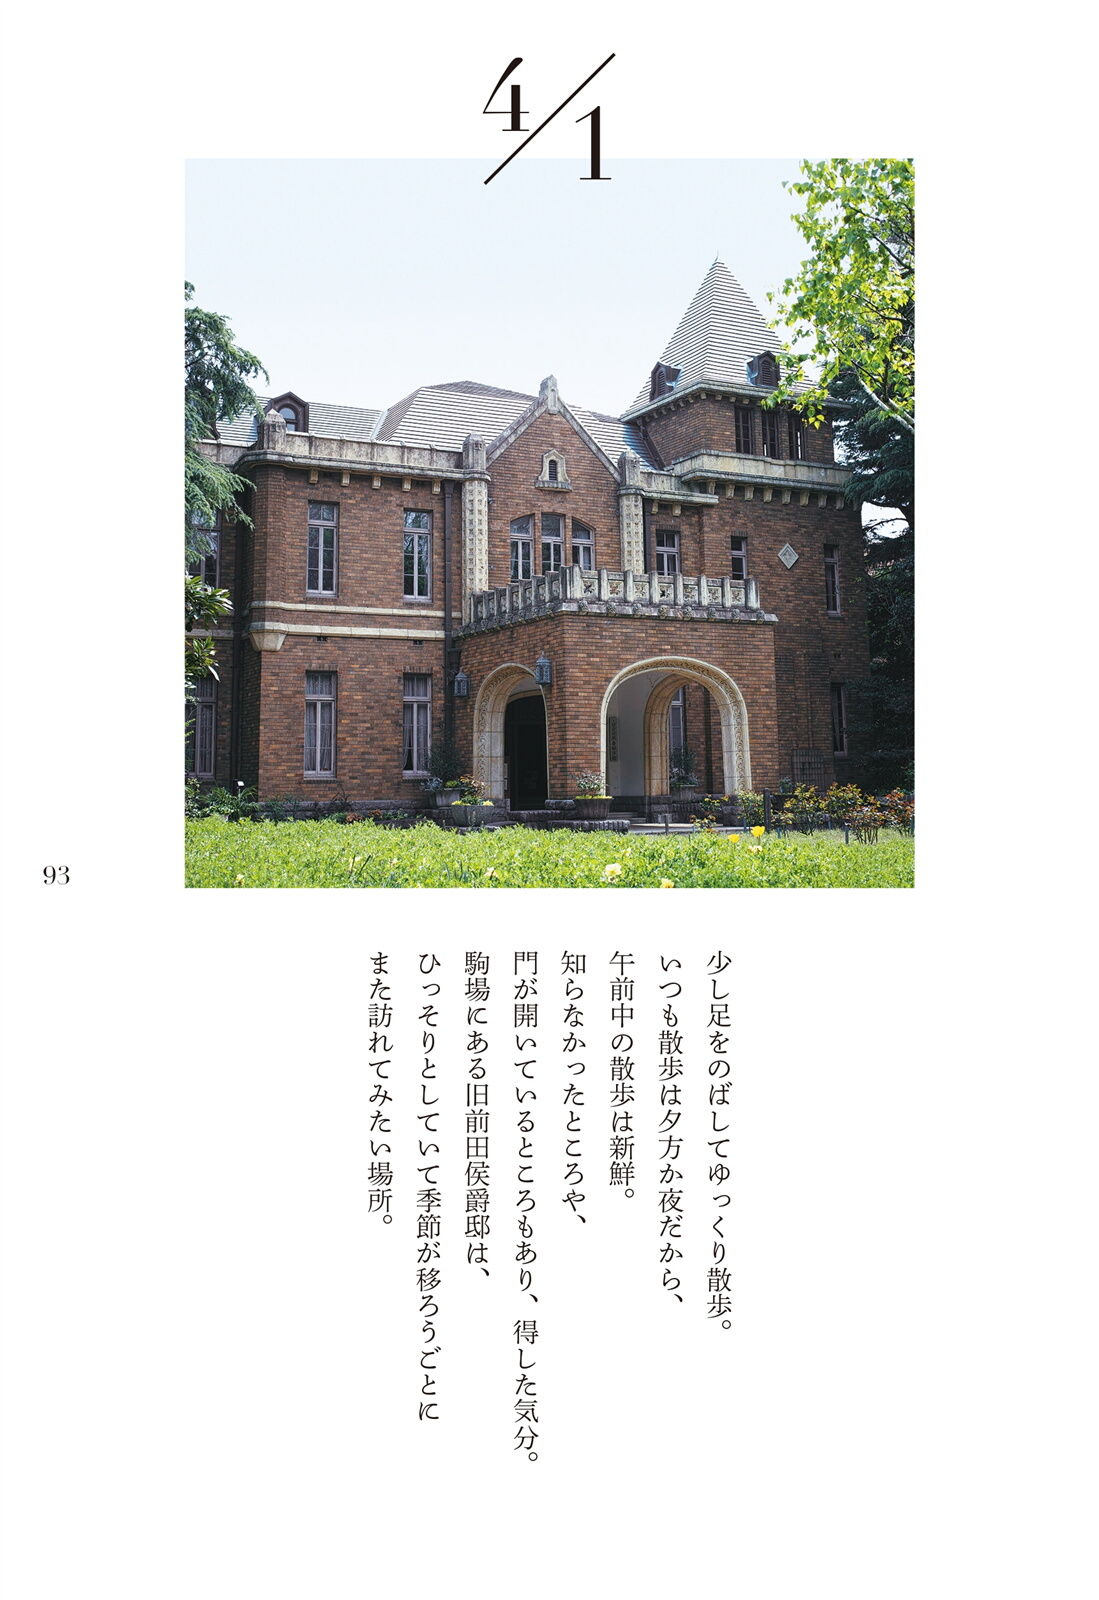 4/1
少し足をのばしてゆっくり散歩。
いつも散歩は夕方か夜だから、
午前中の散歩は新鮮。
知らなかったところや、
門が開いているところもあり、得した気分。
駒場にある旧前田侯爵邸は、
ひっそりとしていて季節が移ろうごとに
また訪れてみたい場所。
93